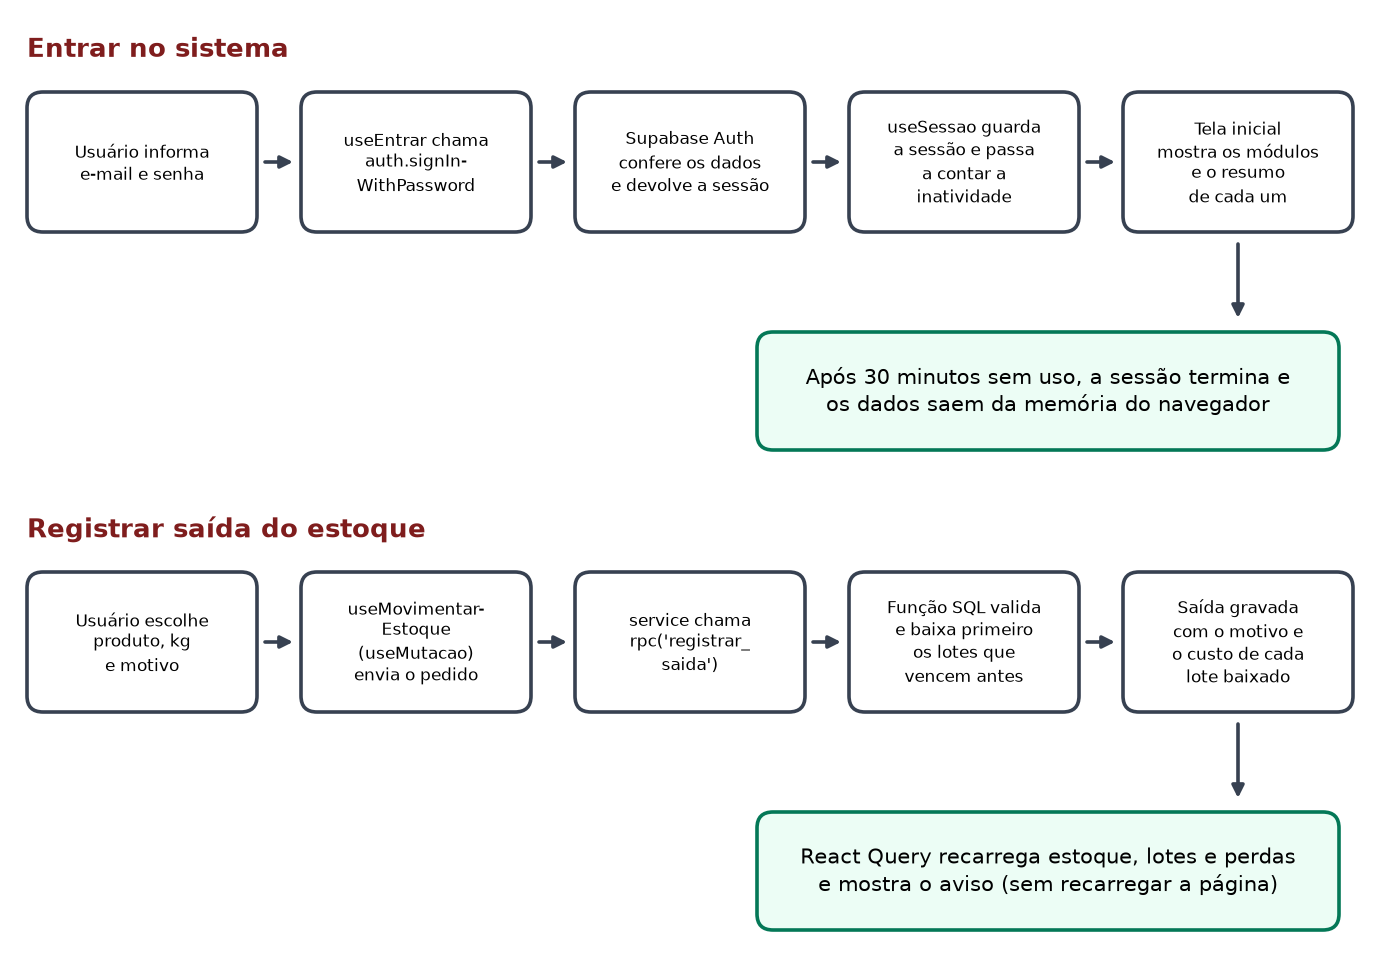 Entrar no sistema
Usuário informa
e-mail e senha
useEntrar chama
auth.signIn-
WithPassword
Supabase Auth
confere os dados
e devolve a sessão
useSessao guarda
a sessão e passa
a contar a
inatividade
Tela inicial
mostra os módulos
e o resumo
de cada um
Após 30 minutos sem uso, a sessão termina e
os dados saem da memória do navegador
Registrar saída do estoque
Usuário escolhe
produto, kg
e motivo
useMovimentar-
Estoque
(useMutacao)
envia o pedido
service chama
rpc('registrar_
saida')
Função SQL valida
e baixa primeiro
os lotes que
vencem antes
Saída gravada
com o motivo e
o custo de cada
lote baixado
React Query recarrega estoque, lotes e perdas
e mostra o aviso (sem recarregar a página)